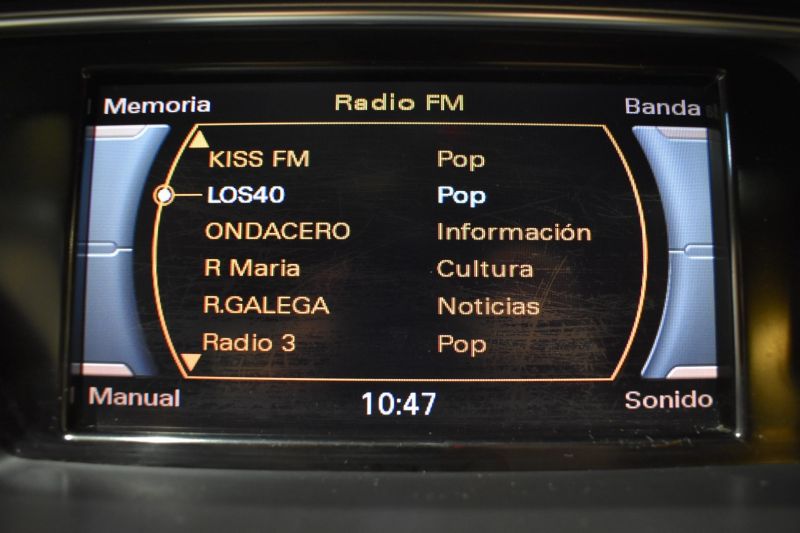 Memoria Radio FM Banda
KISS FM Pop
LOS40 Pop
ONDACERO Información
R Maria Cultura
R.GALEGA Noticias
Radio 3 Pop
Manual 10:47 Sonido